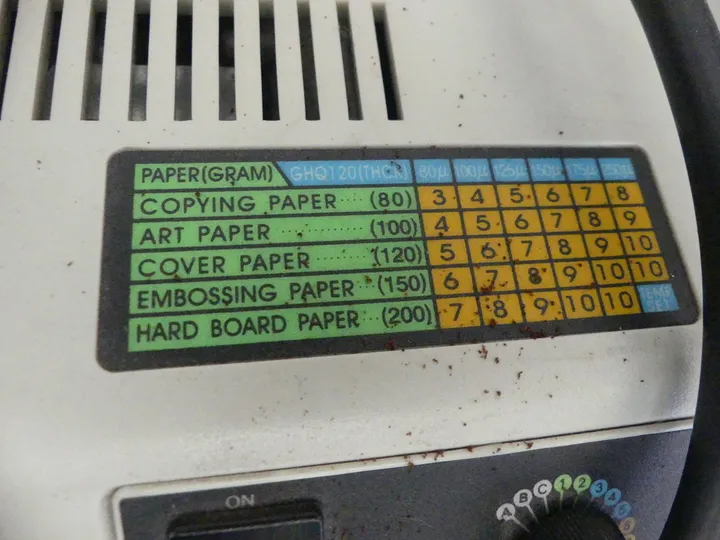 PAPER(GRAM) GHQ120(THCK) 80μ 100μ 125μ 150μ 175μ 250μ
COPYING PAPER ····· (80) 3 4 5 6 7 8
ART PAPER ············ (100) 4 5 6 7 8 9
COVER PAPER ········ (120) 5 6 7 8 9 10
EMBOSSING PAPER ··· (150) 6 7 8 9 10 10
HARD BOARD PAPER ·· (200) 7 8 9 10 10
ON
A B C 1 2 3 4 5